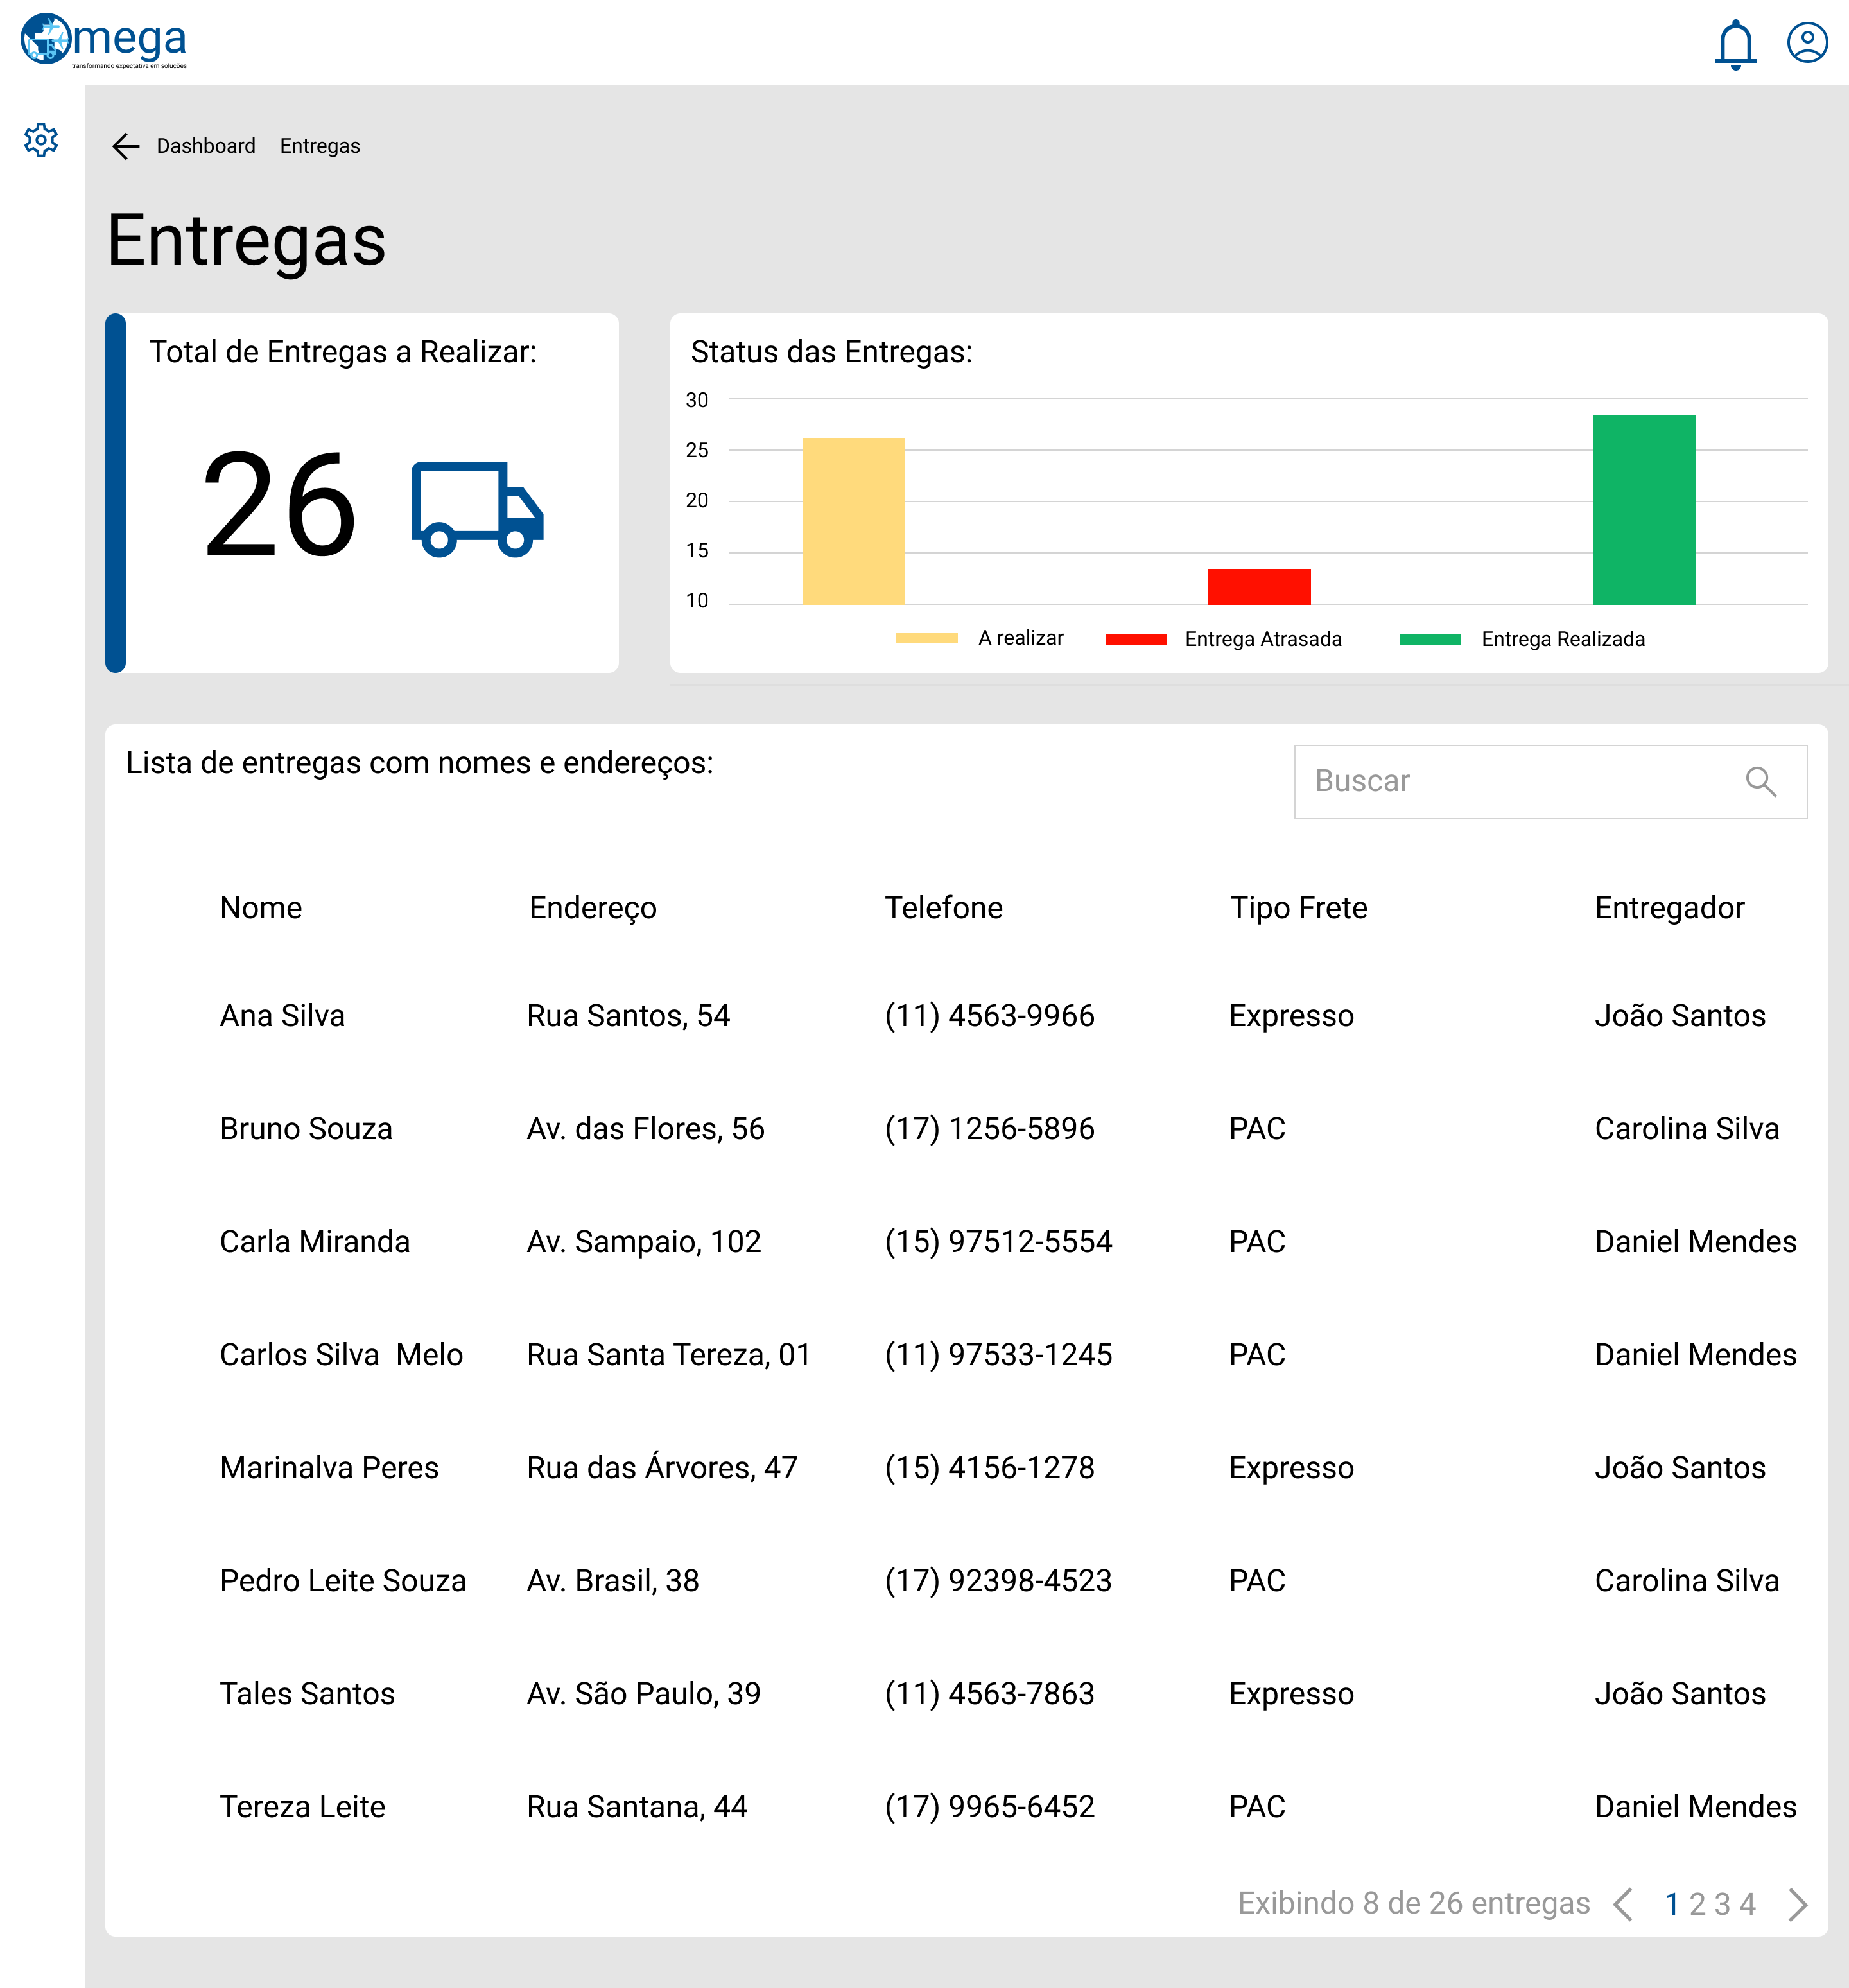 mega
transformando expectativa em soluções
Dashboard Entregas
Entregas
Total de Entregas a Realizar:
26
Status das Entregas:
30
25
20
15
10
A realizar Entrega Atrasada Entrega Realizada
Lista de entregas com nomes e endereços:
Buscar
Nome Endereço Telefone Tipo Frete Entregador
Ana Silva Rua Santos, 54 (11) 4563-9966 Expresso João Santos
Bruno Souza Av. das Flores, 56 (17) 1256-5896 PAC Carolina Silva
Carla Miranda Av. Sampaio, 102 (15) 97512-5554 PAC Daniel Mendes
Carlos Silva Melo Rua Santa Tereza, 01 (11) 97533-1245 PAC Daniel Mendes
Marinalva Peres Rua das Árvores, 47 (15) 4156-1278 Expresso João Santos
Pedro Leite Souza Av. Brasil, 38 (17) 92398-4523 PAC Carolina Silva
Tales Santos Av. São Paulo, 39 (11) 4563-7863 Expresso João Santos
Tereza Leite Rua Santana, 44 (17) 9965-6452 PAC Daniel Mendes
Exibindo 8 de 26 entregas 1 2 3 4